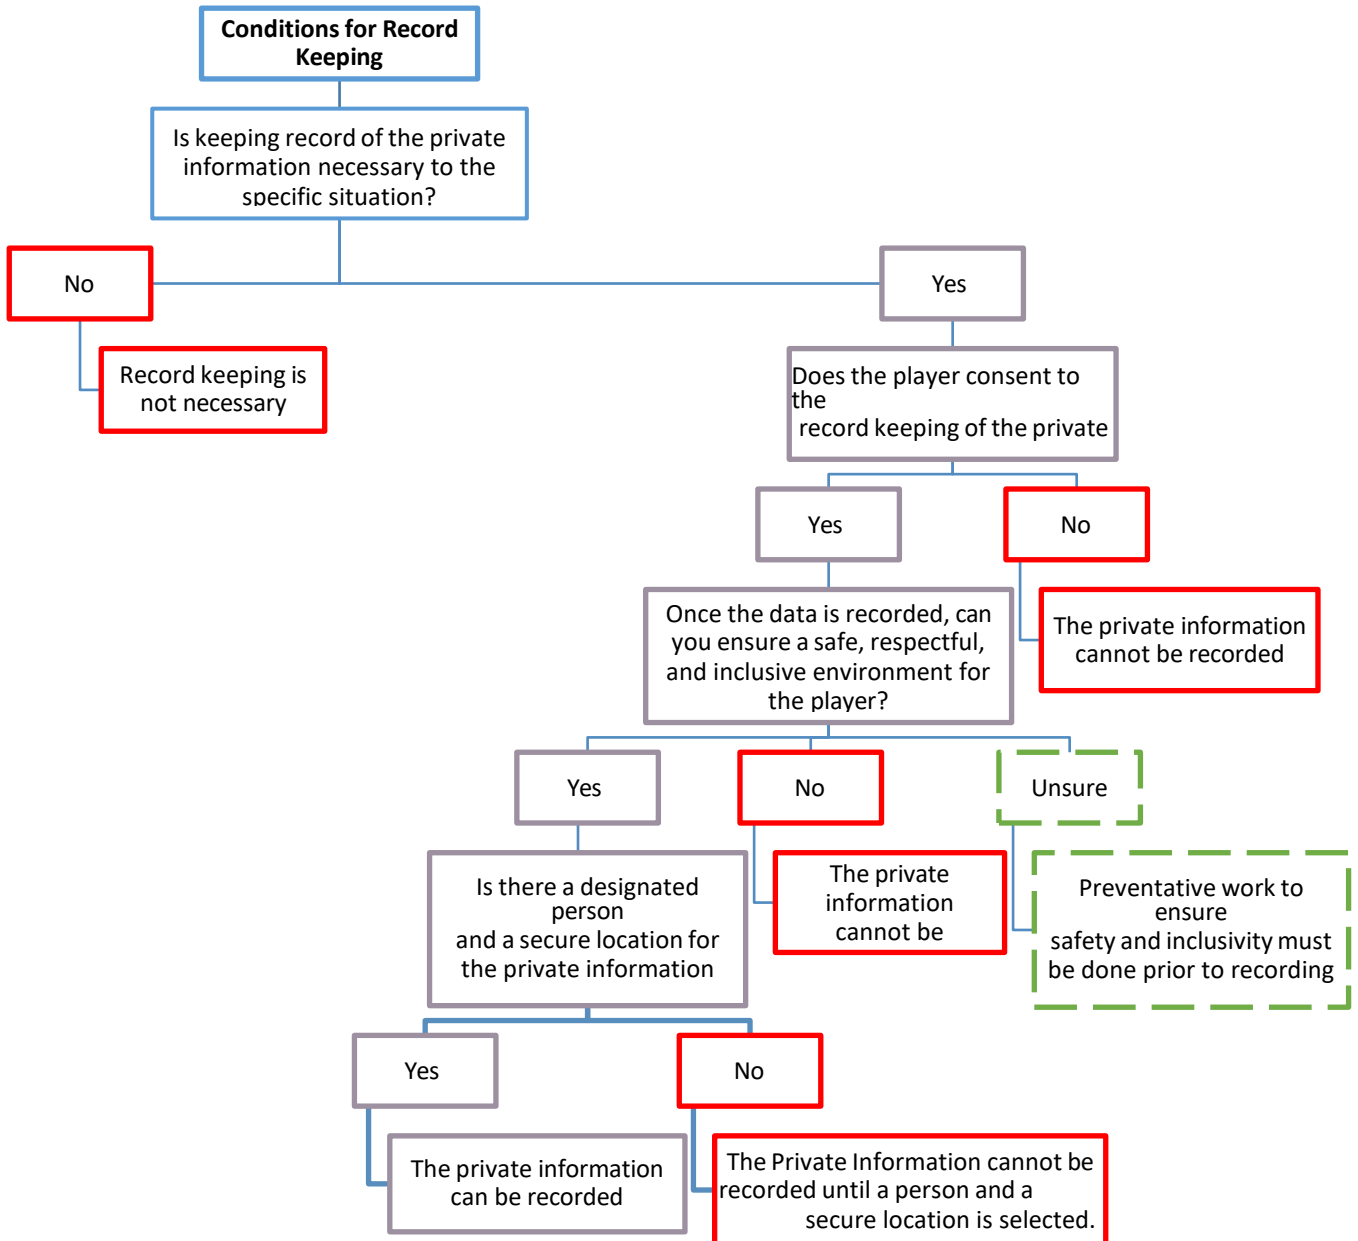 Conditions for Record
Keeping
Is keeping record of the private
information necessary to the
specific situation?
No
Yes
Record keeping is
not necessary
Does the player consent to
the
record keeping of the private
Yes
No
Once the data is recorded, can
you ensure a safe, respectful,
and inclusive environment for
the player?
The private information
cannot be recorded
Yes
No
Unsure
Is there a designated
person
and a secure location for
the private information
The private
information
cannot be
Preventative work to
ensure
safety and inclusivity must
be done prior to recording
Yes
No
The private information
can be recorded
The Private Information cannot be
recorded until a person and a
secure location is selected.